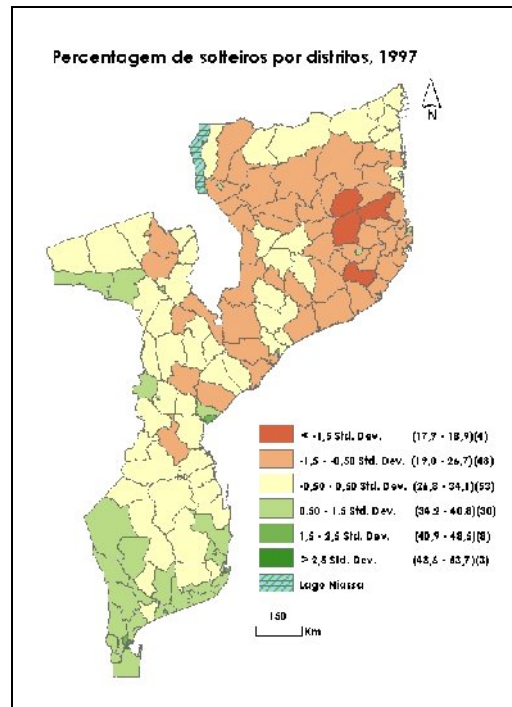 Percentagem de solteiros por distritos, 1997
N
< -1,5 Std. Dev. (17,7 - 18,9)(4)
-1,5 - -0,50 Std. Dev. (19,0 - 26,7)(48)
-0,50 - 0,50 Std. Dev. (26,8 - 34,1)(53)
0,50 - 1,5 Std. Dev. (34,2 - 40,8)(30)
1,5 - 2,5 Std. Dev. (40,9 - 48,5)(8)
> 2,5 Std. Dev. (48,6 - 63,7)(3)
Lago Niassa
150
Km